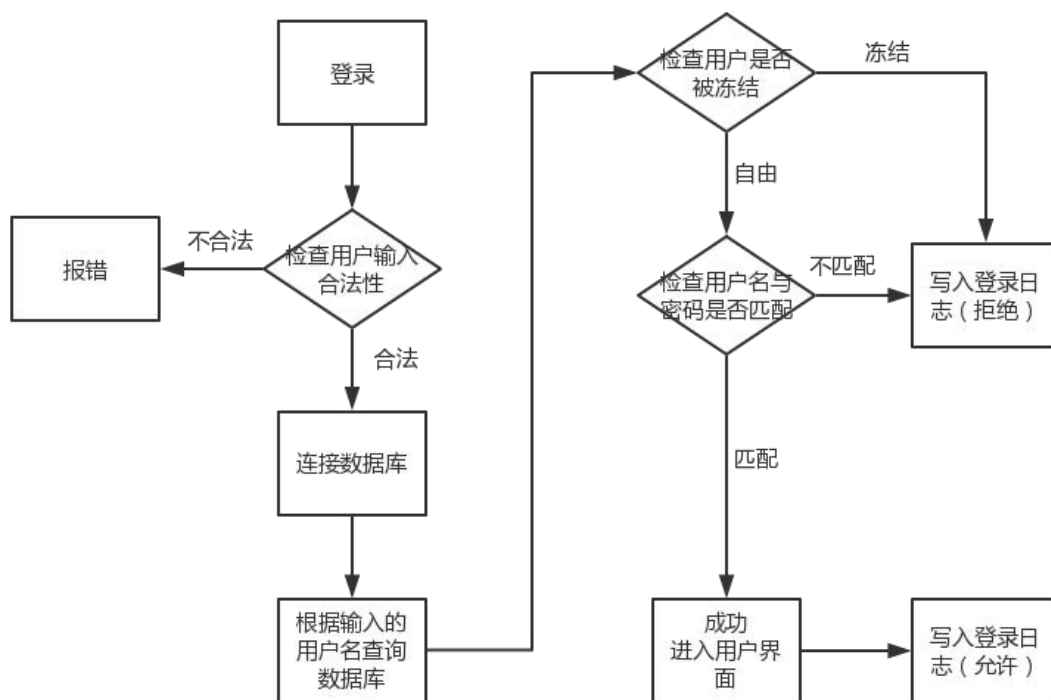 登录
不合法
报错
检查用户输入
合法性
合法
连接数据库
根据输入的
用户名查询
数据库
检查用户是否
被冻结
冻结
自由
检查用户名与
密码是否匹配
不匹配
写入登录日
志（拒绝）
匹配
成功
进入用户界
面
写入登录日
志（允许）